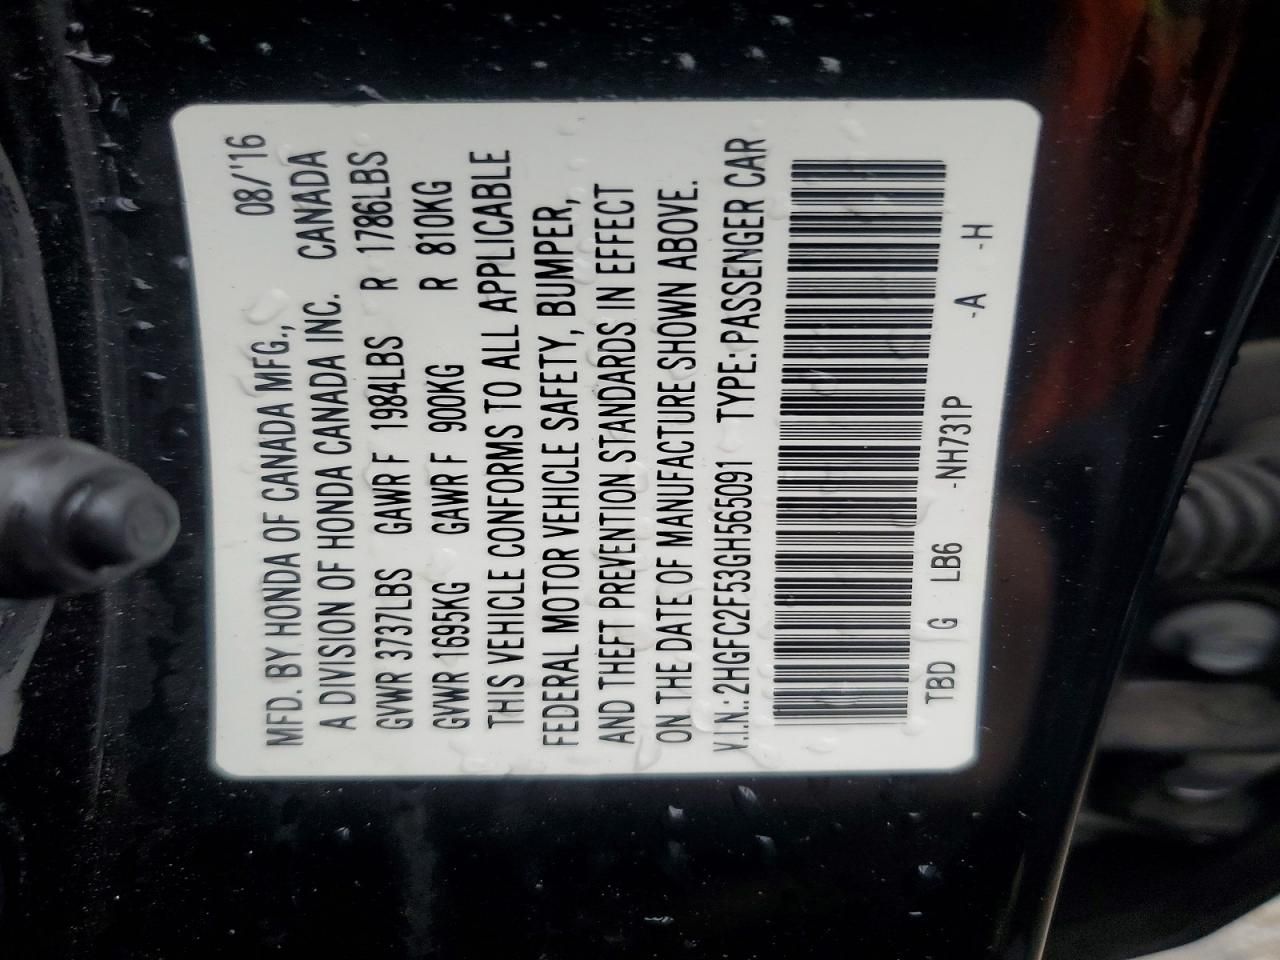 MFD. BY HONDA OF CANADA MFG., 08/'16
A DIVISION OF HONDA CANADA INC. CANADA
GVWR 3737LBS GAWR F 1984LBS R 1786LBS
GVWR 1695KG GAWR F 900KG R 810KG
THIS VEHICLE CONFORMS TO ALL APPLICABLE
FEDERAL MOTOR VEHICLE SAFETY, BUMPER,
AND THEFT PREVENTION STANDARDS IN EFFECT
ON THE DATE OF MANUFACTURE SHOWN ABOVE.
V.I.N.: 2HGFC2F53GH565091 TYPE: PASSENGER CAR
TBD G LB6 -NH731P -A -H